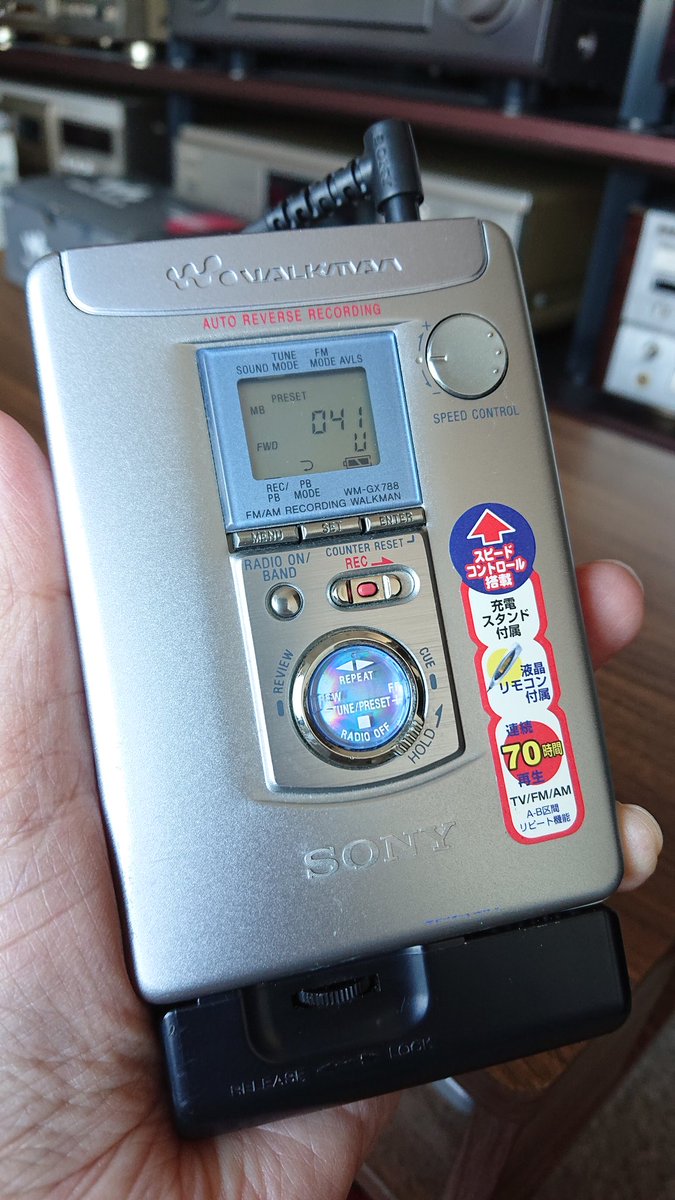 SONY
WALKMAN
AUTO REVERSE RECORDING
TUNE FM
SOUND MODE MODE AVLS
PRESET
MB
041
FWD
U
REC/ PB
PB MODE
WM-GX788
FM/AM RECORDING WALKMAN
MENU SET ENTER
+
-
SPEED CONTROL
COUNTER RESET
RADIO ON/
BAND
REC
REVIEW
CUE
REPEAT
REW FF
-TUNE/PRESET+
RADIO OFF
HOLD
スピード
コントロール
搭載
充電
スタンド
付属
液晶
リモコン
付属
連続
70時間
再生
TV/FM/AM
A-B区間
リピート機能
SONY
RELEASE LOCK